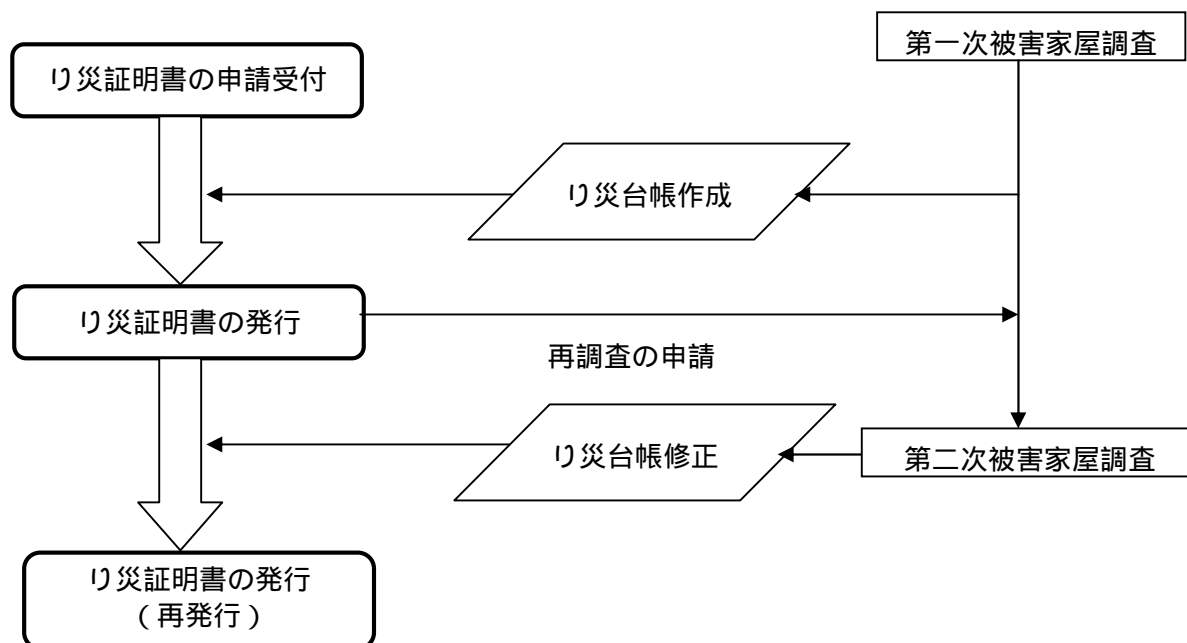 第一次被害家屋調査
り災証明書の申請受付
り災台帳作成
り災証明書の発行
再調査の申請
り災台帳修正
第二次被害家屋調査
り災証明書の発行
(再発行)